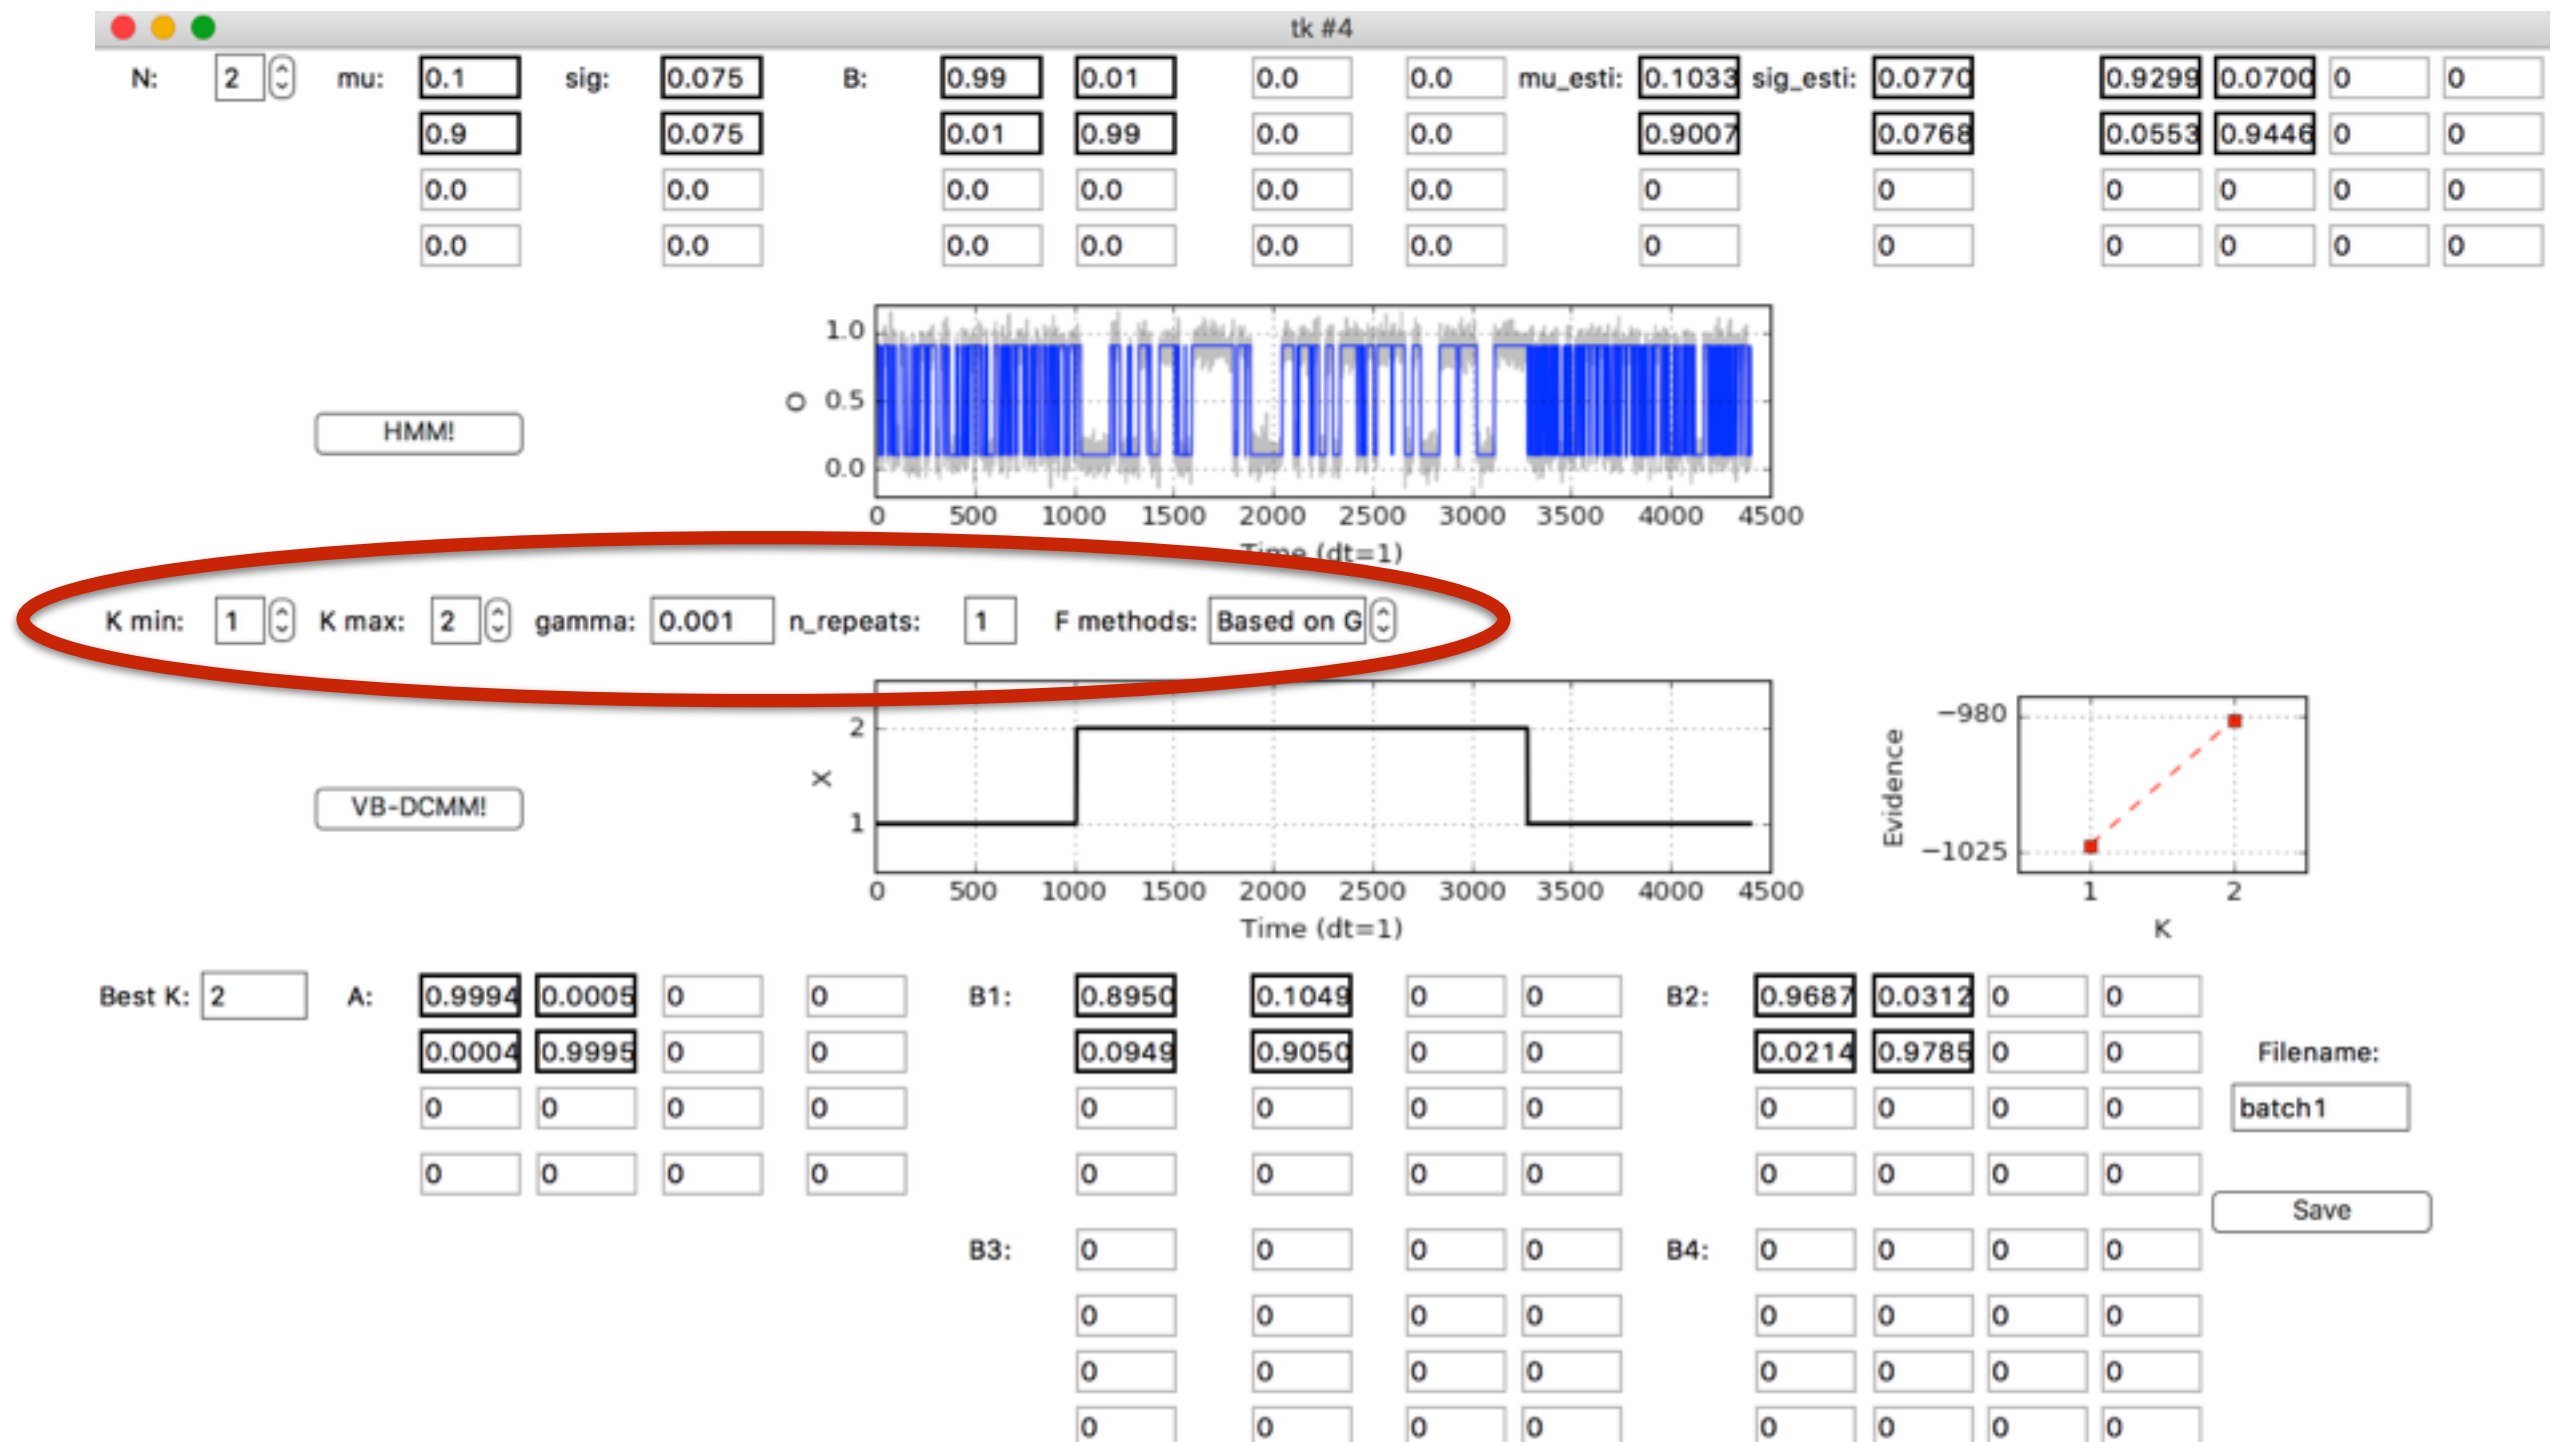 tk #4
N: 2 mu: 0.1 sig: 0.075 B: 0.99 0.01 0.0 0.0 mu_esti: 0.1033 sig_esti: 0.0770 0.9299 0.0700 0 0
0.9 0.075 0.01 0.99 0.0 0.0 0.9007 0.0768 0.0553 0.9446 0 0
0.0 0.0 0.0 0.0 0.0 0.0 0 0 0 0 0 0
0.0 0.0 0.0 0.0 0.0 0.0 0 0 0 0 0 0
1.0
O 0.5
HMM!
0.0
0 500 1000 1500 2000 2500 3000 3500 4000 4500
Time (dt=1)
K min: 1 K max: 2 gamma: 0.001 n_repeats: 1 F methods: Based on G
2
X
VB-DCMM!
1
0 500 1000 1500 2000 2500 3000 3500 4000 4500
Time (dt=1)
−980
Evidence
−1025
1 2
K
Best K: 2 A: 0.9994 0.0005 0 0 B1: 0.8950 0.1049 0 0 B2: 0.9687 0.0312 0 0
0.0004 0.9995 0 0 0.0949 0.9050 0 0 0.0214 0.9785 0 0 Filename:
0 0 0 0 0 0 0 0 0 0 0 0 batch1
0 0 0 0 0 0 0 0 0 0 0 0
Save
B3: 0 0 0 0 B4: 0 0 0 0
0 0 0 0 0 0 0 0
0 0 0 0 0 0 0 0
0 0 0 0 0 0 0 0